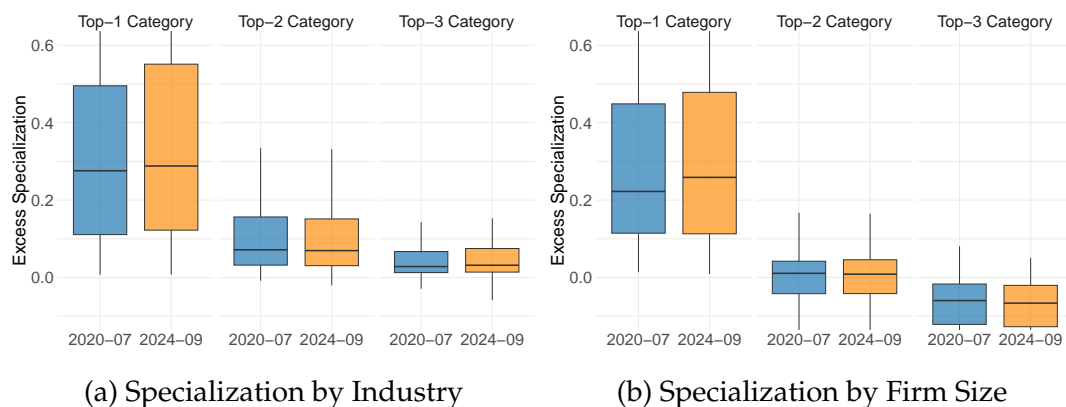 Top−1 Category Top−2 Category Top−3 Category
0.6
0.4
0.2
0.0
Excess Specialization
2020−07 2024−09 2020−07 2024−09 2020−07 2024−09
(a) Specialization by Industry
Top−1 Category Top−2 Category Top−3 Category
0.6
0.4
0.2
0.0
Excess Specialization
2020−07 2024−09 2020−07 2024−09 2020−07 2024−09
(b) Specialization by Firm Size